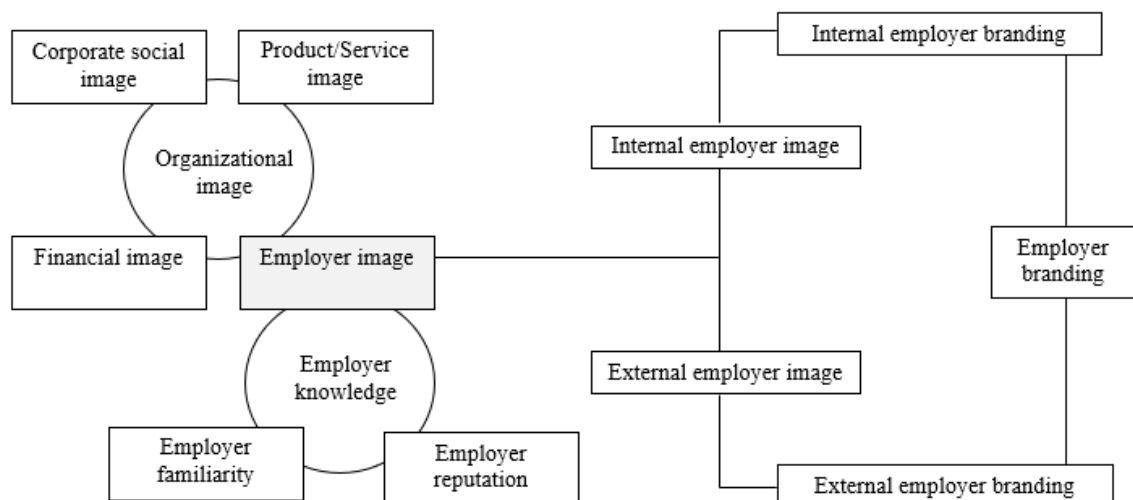 Corporate social
image
Product/Service
image
Organizational
image
Financial image
Employer image
Employer
knowledge
Employer
familiarity
Employer
reputation
Internal employer branding
Internal employer image
Employer
branding
External employer image
External employer branding